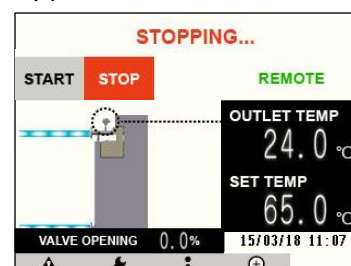 STOPPING...
START STOP REMOTE
OUTLET TEMP
24.0 °C
SET TEMP
65.0 °C
VALVE OPENING 0.0% 15/03/18 11:07